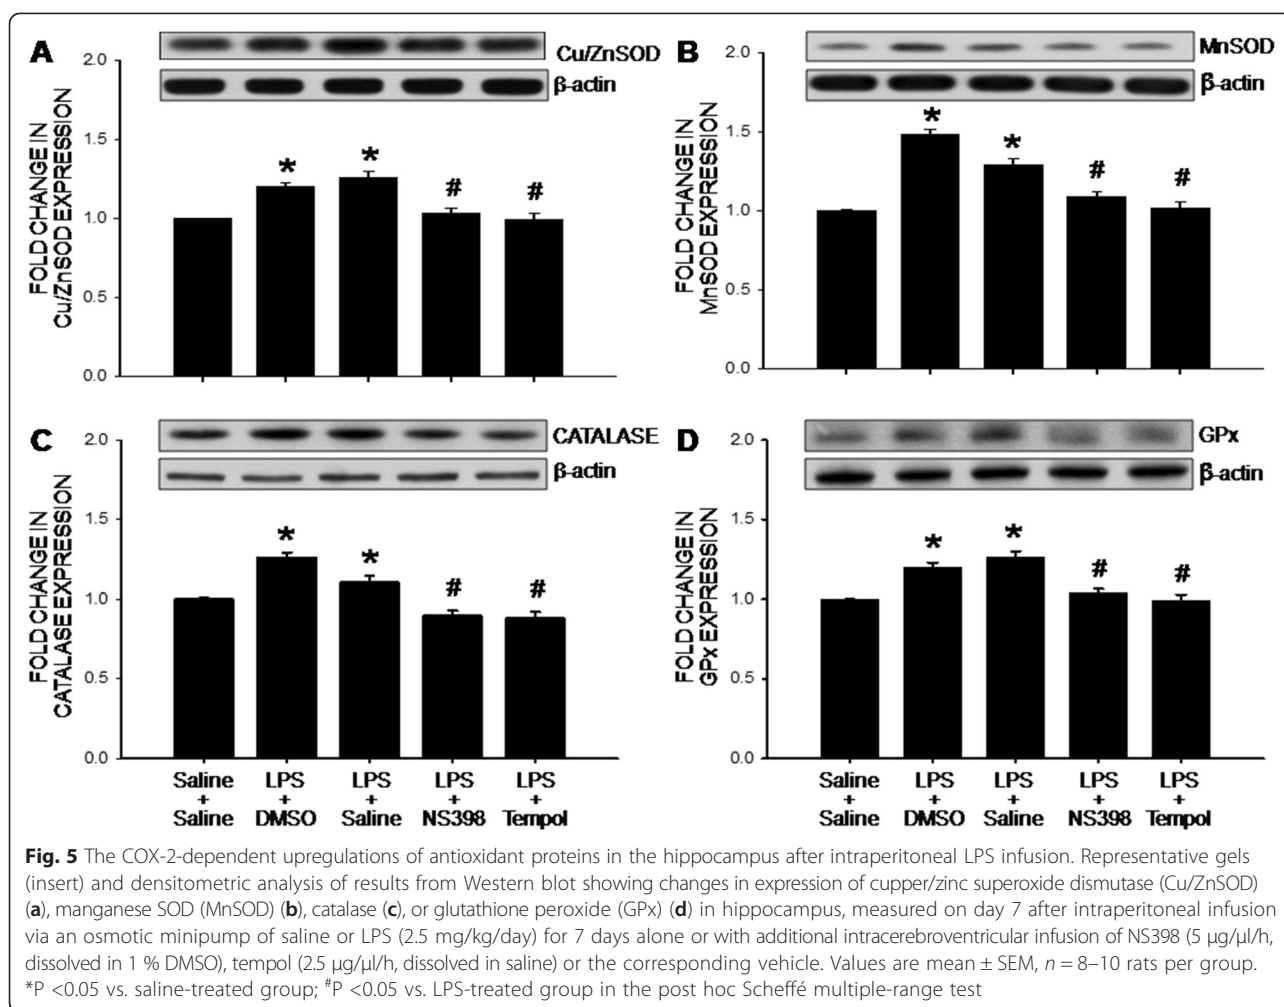 A
Cu/ZnSOD
β-actin
FOLD CHANGE IN
Cu/ZnSOD EXPRESSION
2.0
1.5
1.0
0.5
0.0
*
*
#
#
B
MnSOD
β-actin
FOLD CHANGE IN
MnSOD EXPRESSION
2.0
1.5
1.0
0.5
0.0
*
*
#
#
C
CATALASE
β-actin
FOLD CHANGE IN
CATALASE EXPRESSION
2.0
1.5
1.0
0.5
0.0
*
*
#
#
Saline + Saline
LPS + DMSO
LPS + Saline
LPS + NS398
LPS + Tempol
D
GPx
β-actin
FOLD CHANGE IN
GPx EXPRESSION
2.0
1.5
1.0
0.5
0.0
*
*
#
#
Saline + Saline
LPS + DMSO
LPS + Saline
LPS + NS398
LPS + Tempol
Fig. 5 The COX-2-dependent upregulations of antioxidant proteins in the hippocampus after intraperitoneal LPS infusion. Representative gels
(insert) and densitometric analysis of results from Western blot showing changes in expression of cupper/zinc superoxide dismutase (Cu/ZnSOD)
(a), manganese SOD (MnSOD) (b), catalase (c), or glutathione peroxide (GPx) (d) in hippocampus, measured on day 7 after intraperitoneal infusion
via an osmotic minipump of saline or LPS (2.5 mg/kg/day) for 7 days alone or with additional intracerebroventricular infusion of NS398 (5 μg/μl/h,
dissolved in 1 % DMSO), tempol (2.5 μg/μl/h, dissolved in saline) or the corresponding vehicle. Values are mean ± SEM, n = 8–10 rats per group.
*P <0.05 vs. saline-treated group; #P <0.05 vs. LPS-treated group in the post hoc Scheffé multiple-range test